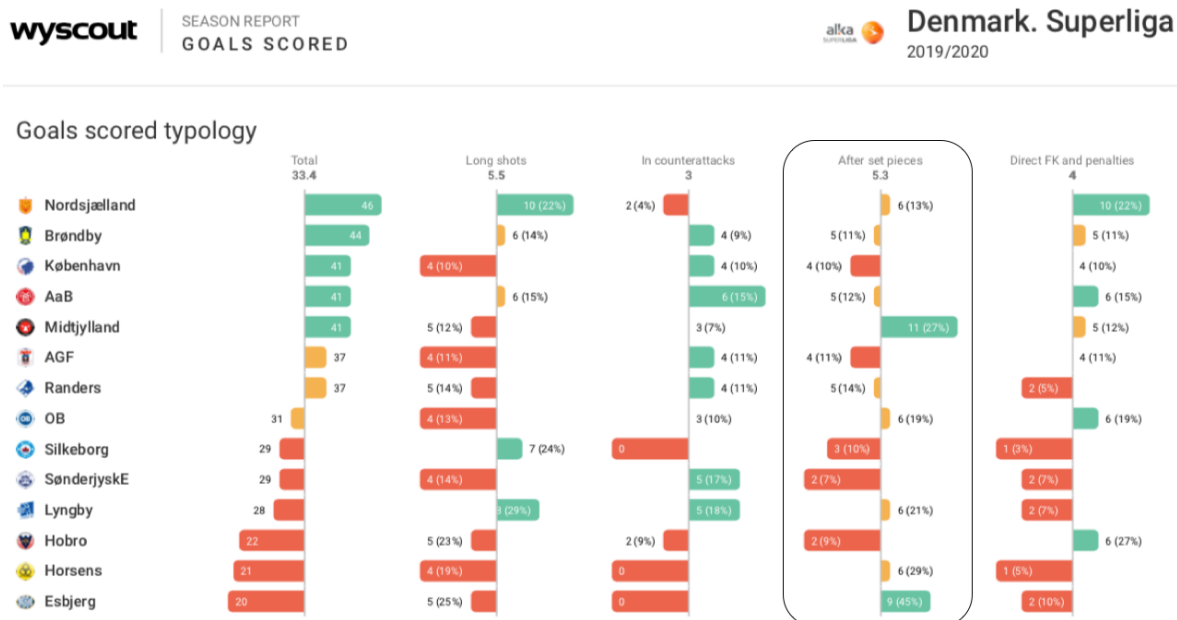 wyscout
SEASON REPORT
GOALS SCORED
alka
SUPERLIGA
Denmark. Superliga
2019/2020
Goals scored typology
Total Long shots In counterattacks After set pieces Direct FK and penalties
33.4 5.5 3 5.3 4
Nordsjælland 46 10 (22%) 2 (4%) 6 (13%) 10 (22%)
Brøndby 44 6 (14%) 4 (9%) 5 (11%) 5 (11%)
København 41 4 (10%) 4 (10%) 4 (10%) 4 (10%)
AaB 41 6 (15%) 6 (15%) 5 (12%) 6 (15%)
Midtjylland 41 5 (12%) 3 (7%) 11 (27%) 5 (12%)
AGF 37 4 (11%) 4 (11%) 4 (11%) 4 (11%)
Randers 37 5 (14%) 4 (11%) 5 (14%) 2 (5%)
OB 31 4 (13%) 3 (10%) 6 (19%) 6 (19%)
Silkeborg 29 7 (24%) 0 3 (10%) 1 (3%)
SønderjyskE 29 4 (14%) 5 (17%) 2 (7%) 2 (7%)
Lyngby 28 8 (29%) 5 (18%) 6 (21%) 2 (7%)
Hobro 22 5 (23%) 2 (9%) 2 (9%) 6 (27%)
Horsens 21 4 (19%) 0 6 (29%) 1 (5%)
Esbjerg 20 5 (25%) 0 9 (45%) 2 (10%)